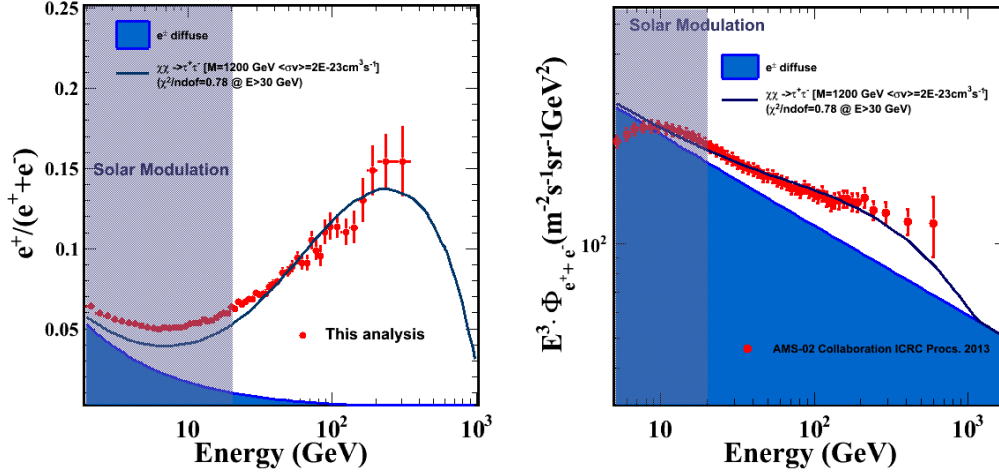 0.25
0.2
0.15
0.1
0.05
e⁺/(e⁺+e⁻)
e± diffuse
χχ ->τ⁺τ⁻ [M=1200 GeV <σv>=2E-23cm³s⁻¹]
(χ²/ndof=0.78 @ E>30 GeV)
Solar Modulation
This analysis
10
10²
10³
Energy (GeV)
E³·Φe⁺+ e⁻(m⁻²s⁻¹sr⁻¹GeV²)
10²
Solar Modulation
e± diffuse
χχ ->τ⁺τ⁻ [M=1200 GeV <σv>=2E-23cm³s⁻¹]
(χ²/ndof=0.78 @ E>30 GeV)
AMS-02 Collaboration ICRC Procs. 2013
10
10²
10³
Energy (GeV)